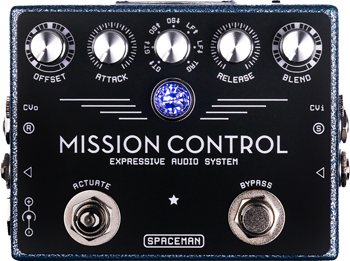 OFFSET
ATTACK
RELEASE
BLEND
CVo
CVi
R
S
MISSION CONTROL
EXPRESSIVE AUDIO SYSTEM
ACTUATE
BYPASS
SPACEMAN